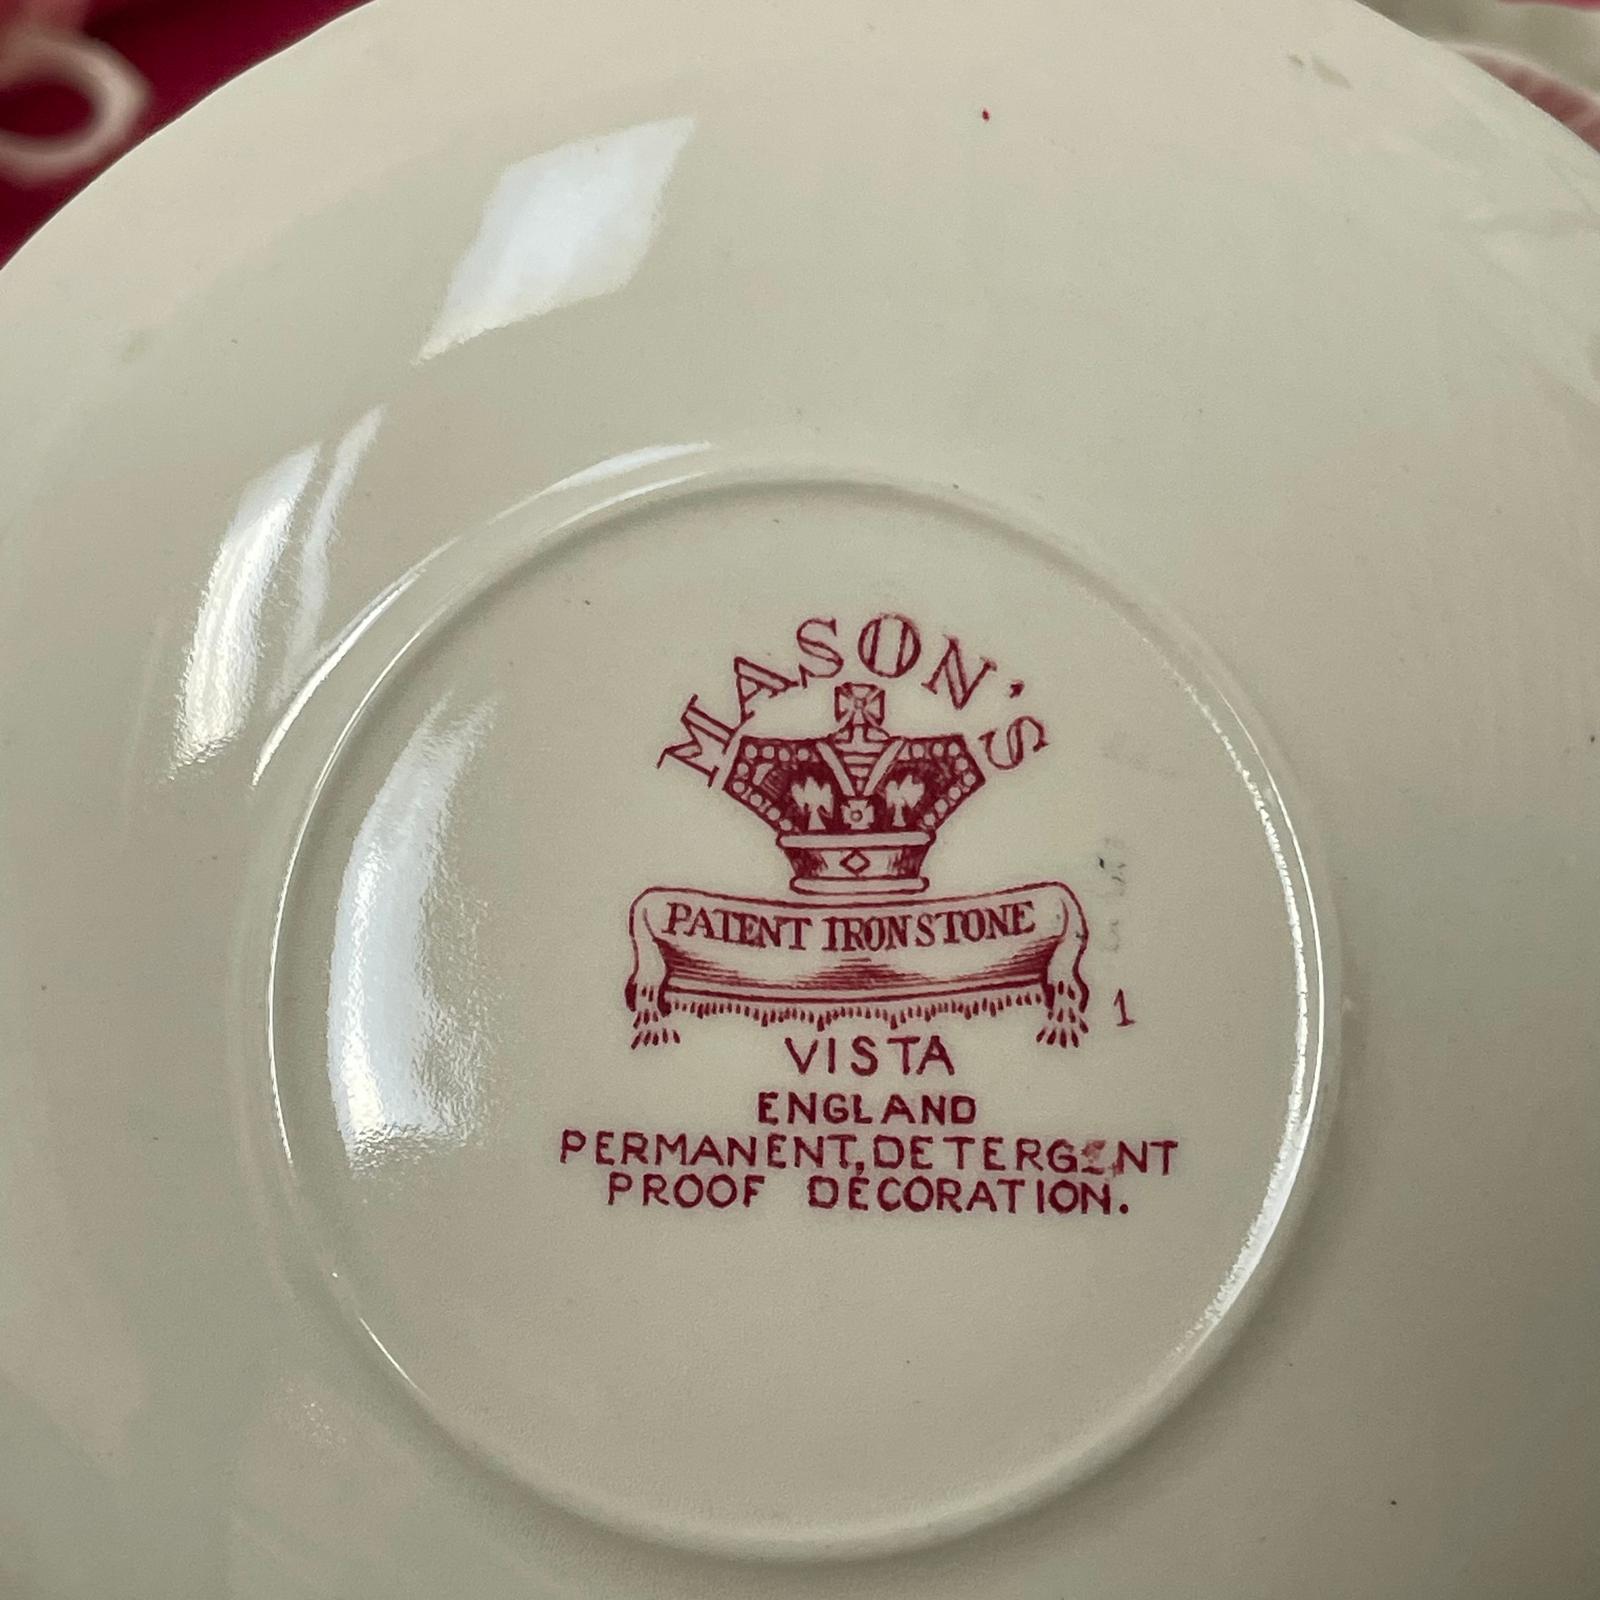 MASON'S
PATENT IRONSTONE
1
VISTA
ENGLAND
PERMANENT, DETERGENT
PROOF DECORATION.